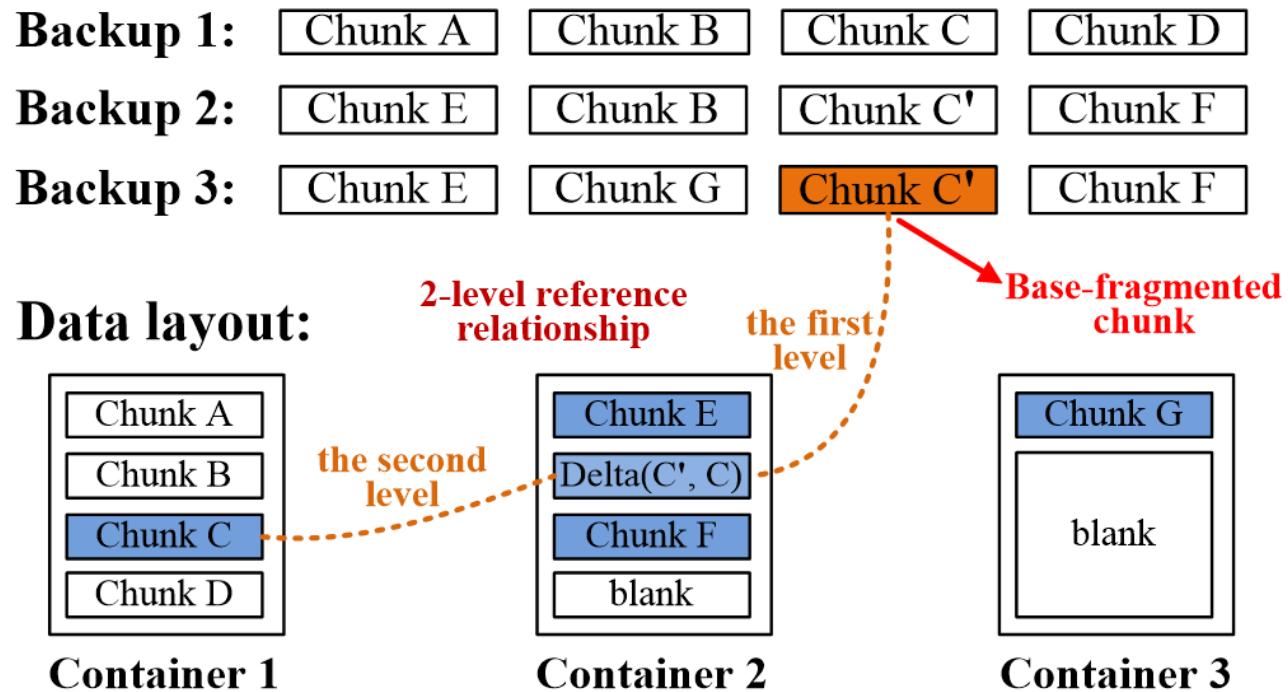 Backup 1: Chunk A Chunk B Chunk C Chunk D
Backup 2: Chunk E Chunk B Chunk C' Chunk F
Backup 3: Chunk E Chunk G Chunk C' Chunk F
Base-fragmented
chunk
2-level reference
relationship
Data layout:
the first
level
the second
level
Chunk A
Chunk B
Chunk C
Chunk D
Container 1
Chunk E
Delta(C', C)
Chunk F
blank
Container 2
Chunk G
blank
Container 3